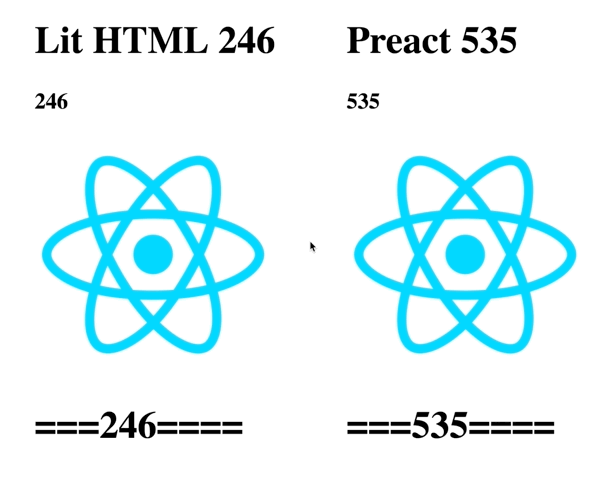 Lit HTML 246
246
===246====
Preact 535
535
===535====